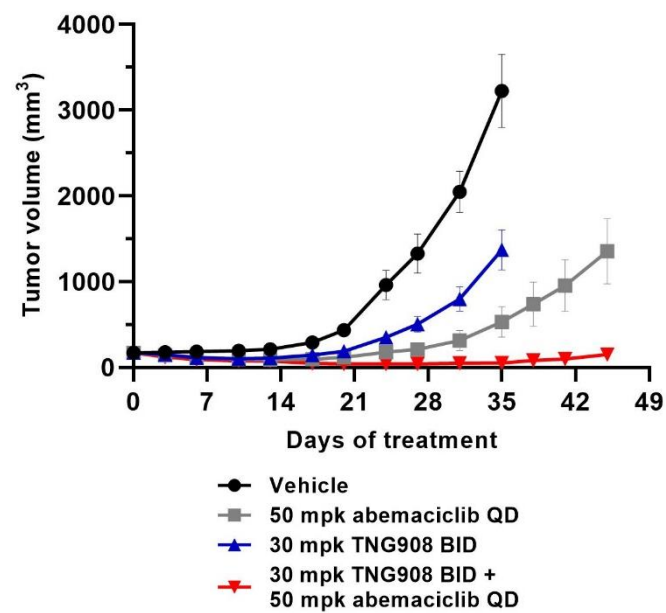 4000
3000
2000
1000
0
Tumor volume (mm³)
0 7 14 21 28 35 42 49
Days of treatment
Vehicle
50 mpk abemaciclib QD
30 mpk TNG908 BID
30 mpk TNG908 BID +
50 mpk abemaciclib QD